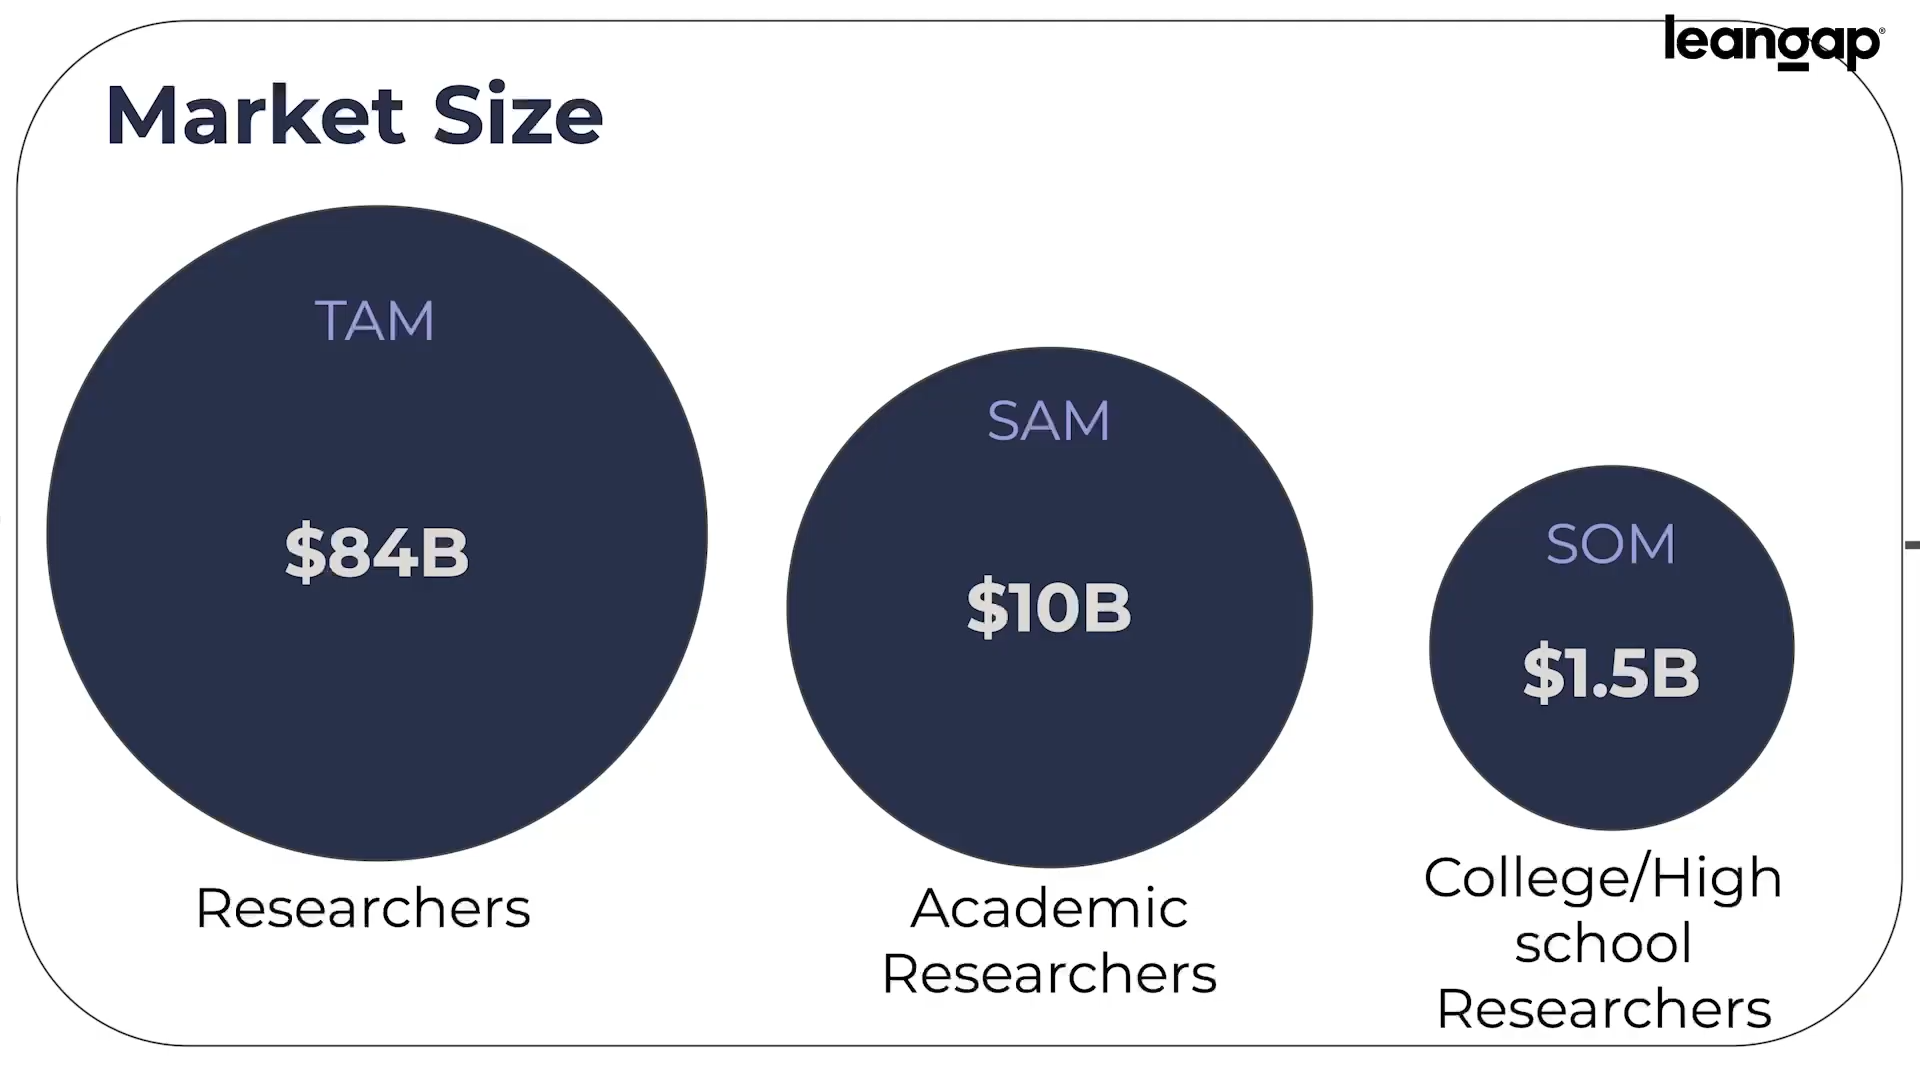 leangap®
Market Size
TAM
$84B
Researchers
SAM
$10B
Academic
Researchers
SOM
$1.5B
College/High
school
Researchers